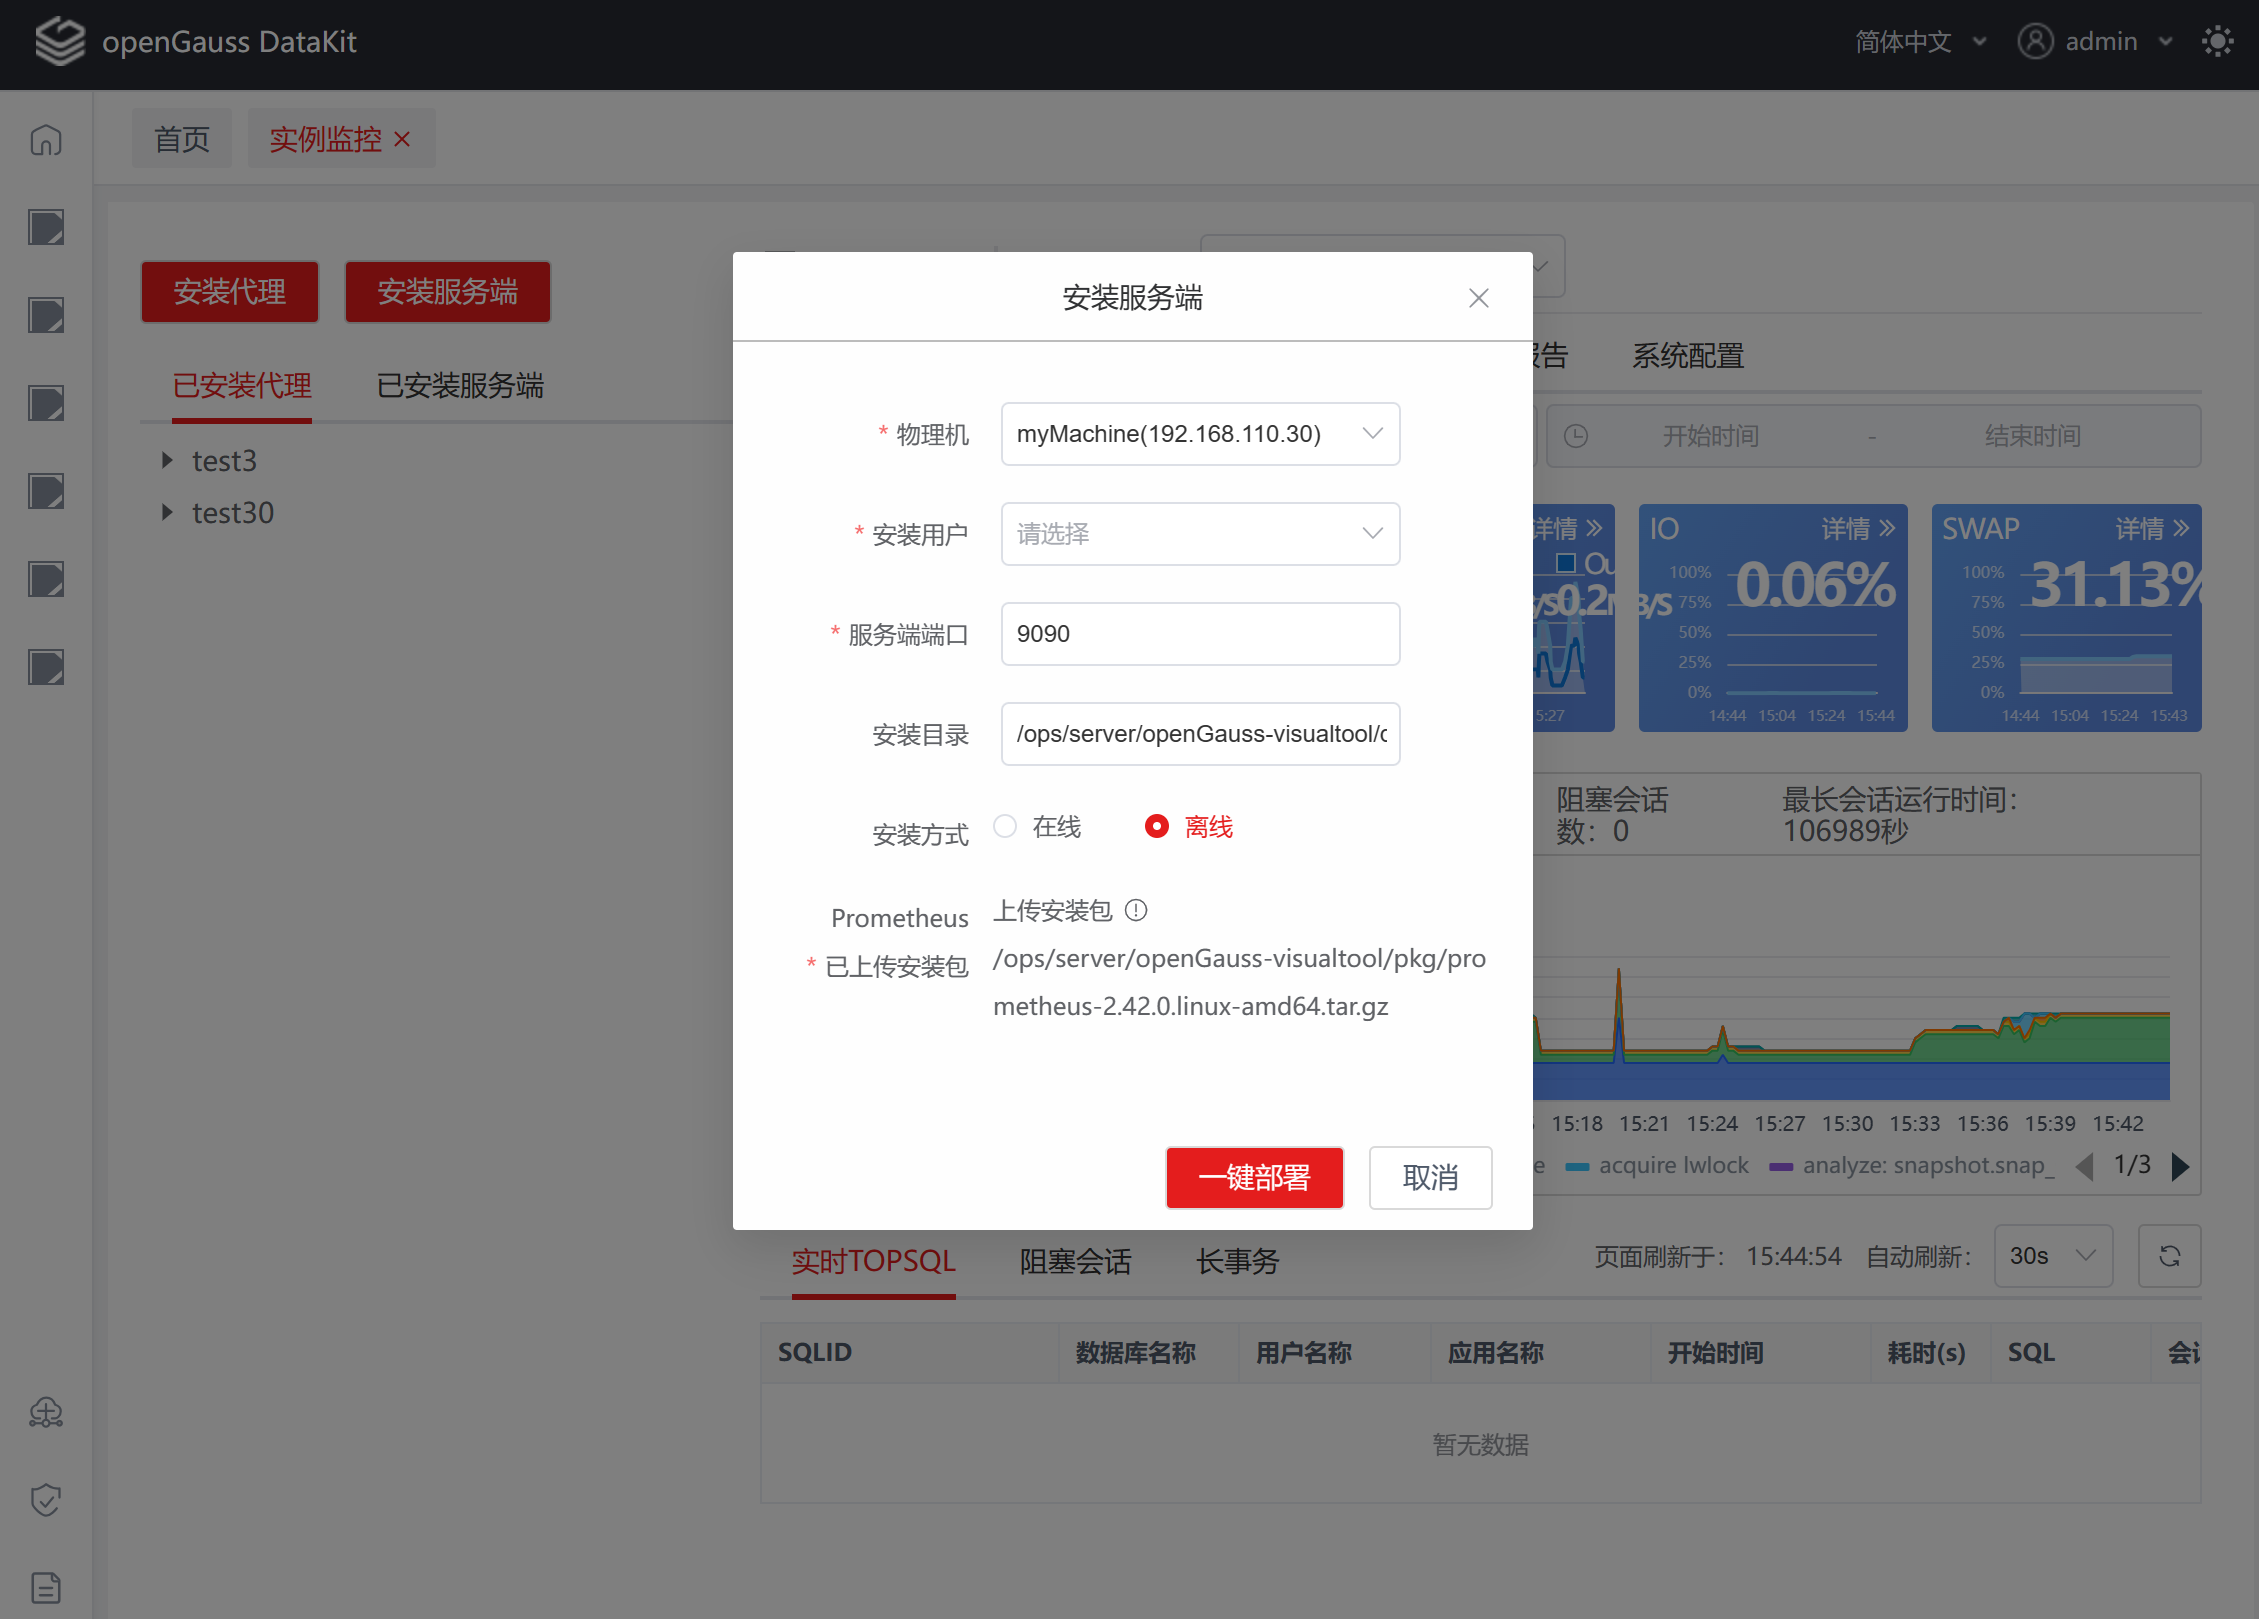 openGauss DataKit
简体中文
admin
首页
实例监控
安装代理
安装服务端
已安装代理
已安装服务端
test3
test30
安装服务端
* 物理机
myMachine(192.168.110.30)
* 安装用户
请选择
* 服务端端口
9090
安装目录
/ops/server/openGauss-visualtool/
安装方式
在线
离线
Prometheus
* 已上传安装包
上传安装包
/ops/server/openGauss-visualtool/pkg/pro
metheus-2.42.0.linux-amd64.tar.gz
一键部署
取消
告
系统配置
开始时间
-
结束时间
详情
Ou
/s0.2MB/S
5:27
IO
详情
0.06%
100%
75%
50%
25%
0%
14:44 15:04 15:24 15:44
SWAP
详情
31.13%
100%
75%
50%
25%
0%
14:44 15:04 15:24 15:43
阻塞会话
数：0
最长会话运行时间：
106989秒
15:18 15:21 15:24 15:27 15:30 15:33 15:36 15:39 15:42
e
acquire lwlock
analyze: snapshot.snap_
1/3
实时TOPSQL
阻塞会话
长事务
页面刷新于：
15:44:54
自动刷新：
30s
SQLID 数据库名称 用户名称 应用名称 开始时间 耗时(s) SQL 会
暂无数据